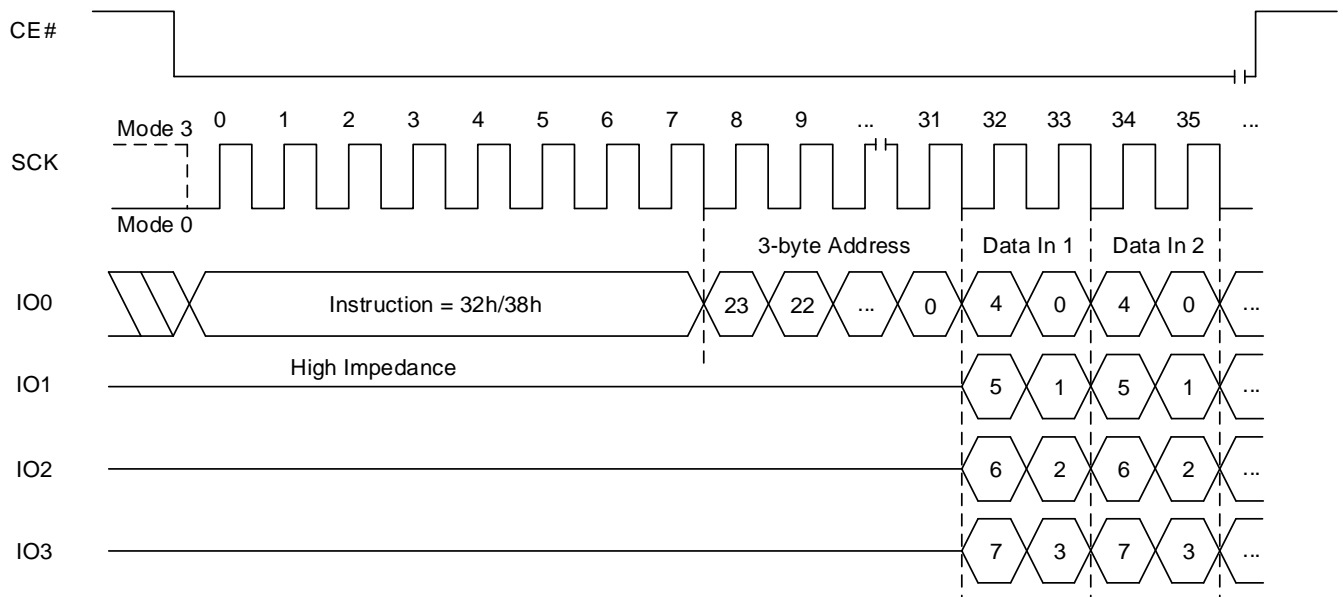 CE#
Mode 3 0 1 2 3 4 5 6 7 8 9 ... 31 32 33 34 35 ...
SCK
Mode 0
3-byte Address Data In 1 Data In 2
IO0 Instruction = 32h/38h 23 22 ... 0 4 0 4 0 ...
High Impedance
IO1 5 1 5 1 ...
IO2 6 2 6 2 ...
IO3 7 3 7 3 ...